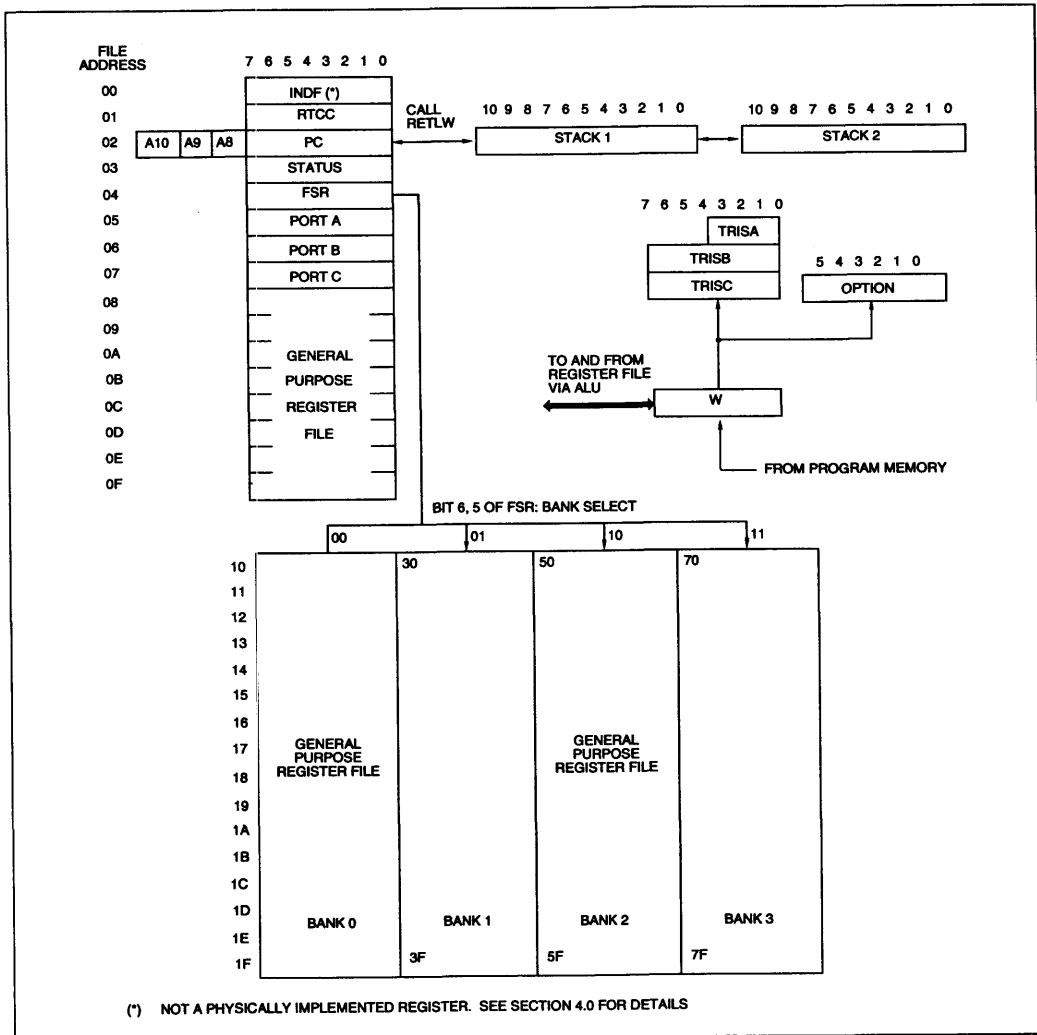 FILE
ADDRESS
7 6 5 4 3 2 1 0
00
INDF (*)
01
RTCC
CALL
RETLW
10 9 8 7 6 5 4 3 2 1 0
10 9 8 7 6 5 4 3 2 1 0
02
A10 A9 A8
PC
STACK 1
STACK 2
03
STATUS
04
FSR
05
PORT A
06
PORT B
07
PORT C
08
09
0A
0B
0C
0D
0E
0F
GENERAL
PURPOSE
REGISTER
FILE
7 6 5 4 3 2 1 0
TRISA
TRISB
TRISC
5 4 3 2 1 0
OPTION
TO AND FROM
REGISTER FILE
VIA ALU
W
FROM PROGRAM MEMORY
BIT 6, 5 OF FSR: BANK SELECT
00
01
10
11
10
11
12
13
14
15
16
17
18
19
1A
1B
1C
1D
1E
1F
GENERAL
PURPOSE
REGISTER FILE
BANK 0
30
BANK 1
3F
50
GENERAL
PURPOSE
REGISTER FILE
BANK 2
5F
70
BANK 3
7F
(*) NOT A PHYSICALLY IMPLEMENTED REGISTER. SEE SECTION 4.0 FOR DETAILS